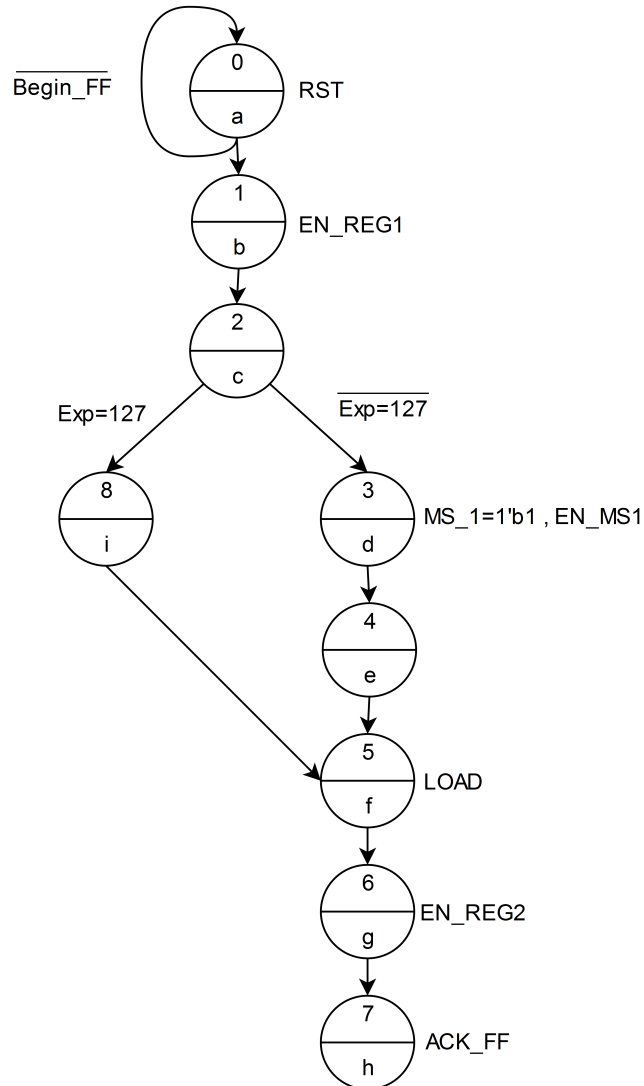 0
a
RST
Begin_FF
1
b
EN_REG1
2
c
Exp=127
Exp=127
8
i
3
d
MS_1=1'b1 , EN_MS1
4
e
5
f
LOAD
6
g
EN_REG2
7
h
ACK_FF